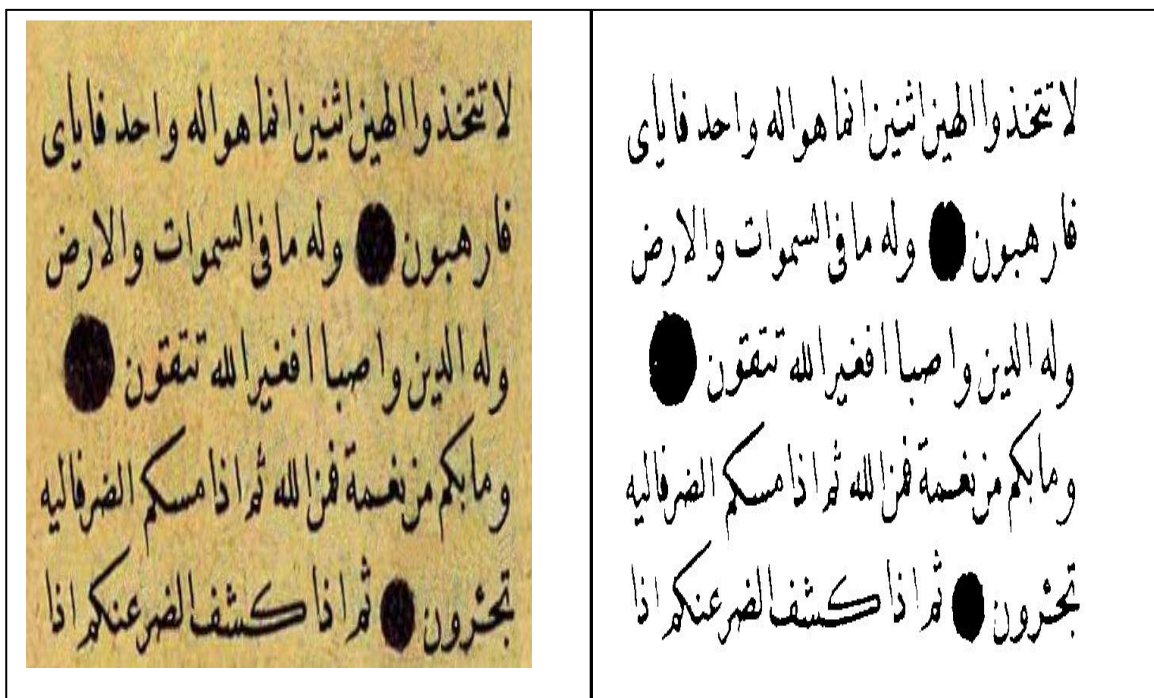 لا تتخذوا الهين اثنين انما هو اله واحد فاياى
فارهبون ● وله ما فى السموات والارض
وله الدين واصبا افغير الله تتقون ●
وما بكم من نعمة فمن الله ثم اذا مسكم الضر فاليه
تجئرون ● ثم اذا كشف الضر عنكم اذا
لا تتخذوا الهين اثنين انما هو اله واحد فاياى
فارهبون ● وله ما فى السموات والارض
وله الدين واصبا افغير الله تتقون ●
وما بكم من نعمة فمن الله ثم اذا مسكم الضر فاليه
تجئرون ● ثم اذا كشف الضر عنكم اذا